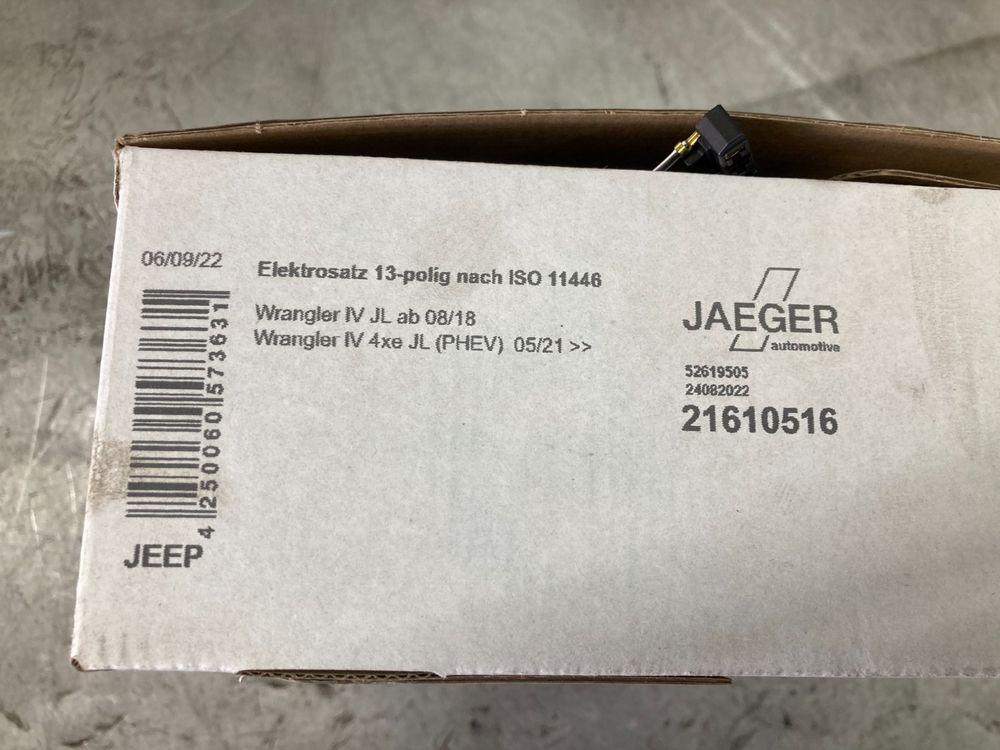 06/09/22
4 250060 573631
JEEP
Elektrosatz 13-polig nach ISO 11446
Wrangler IV JL ab 08/18
Wrangler IV 4xe JL (PHEV) 05/21 >>
JAEGER
automotive
52619505
24082022
21610516